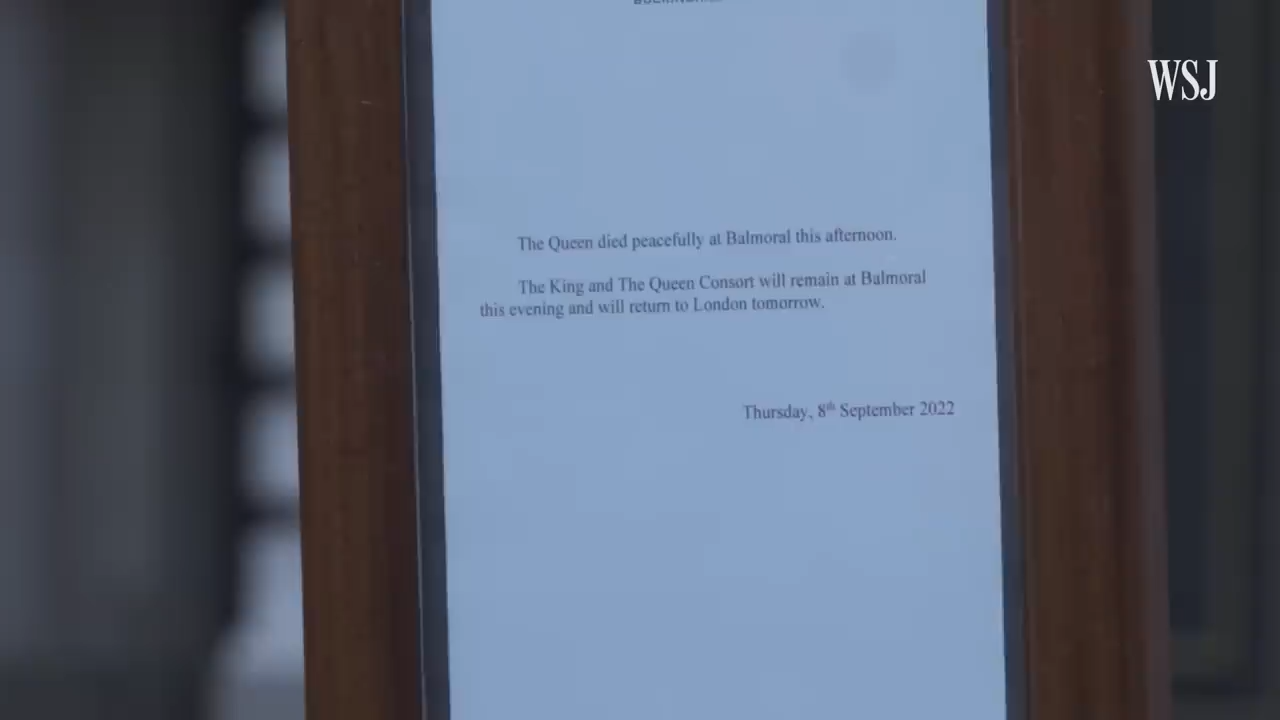 WSJ
The Queen died peacefully at Balmoral this afternoon.
The King and The Queen Consort will remain at Balmoral
this evening and will return to London tomorrow.
Thursday, 8th September 2022